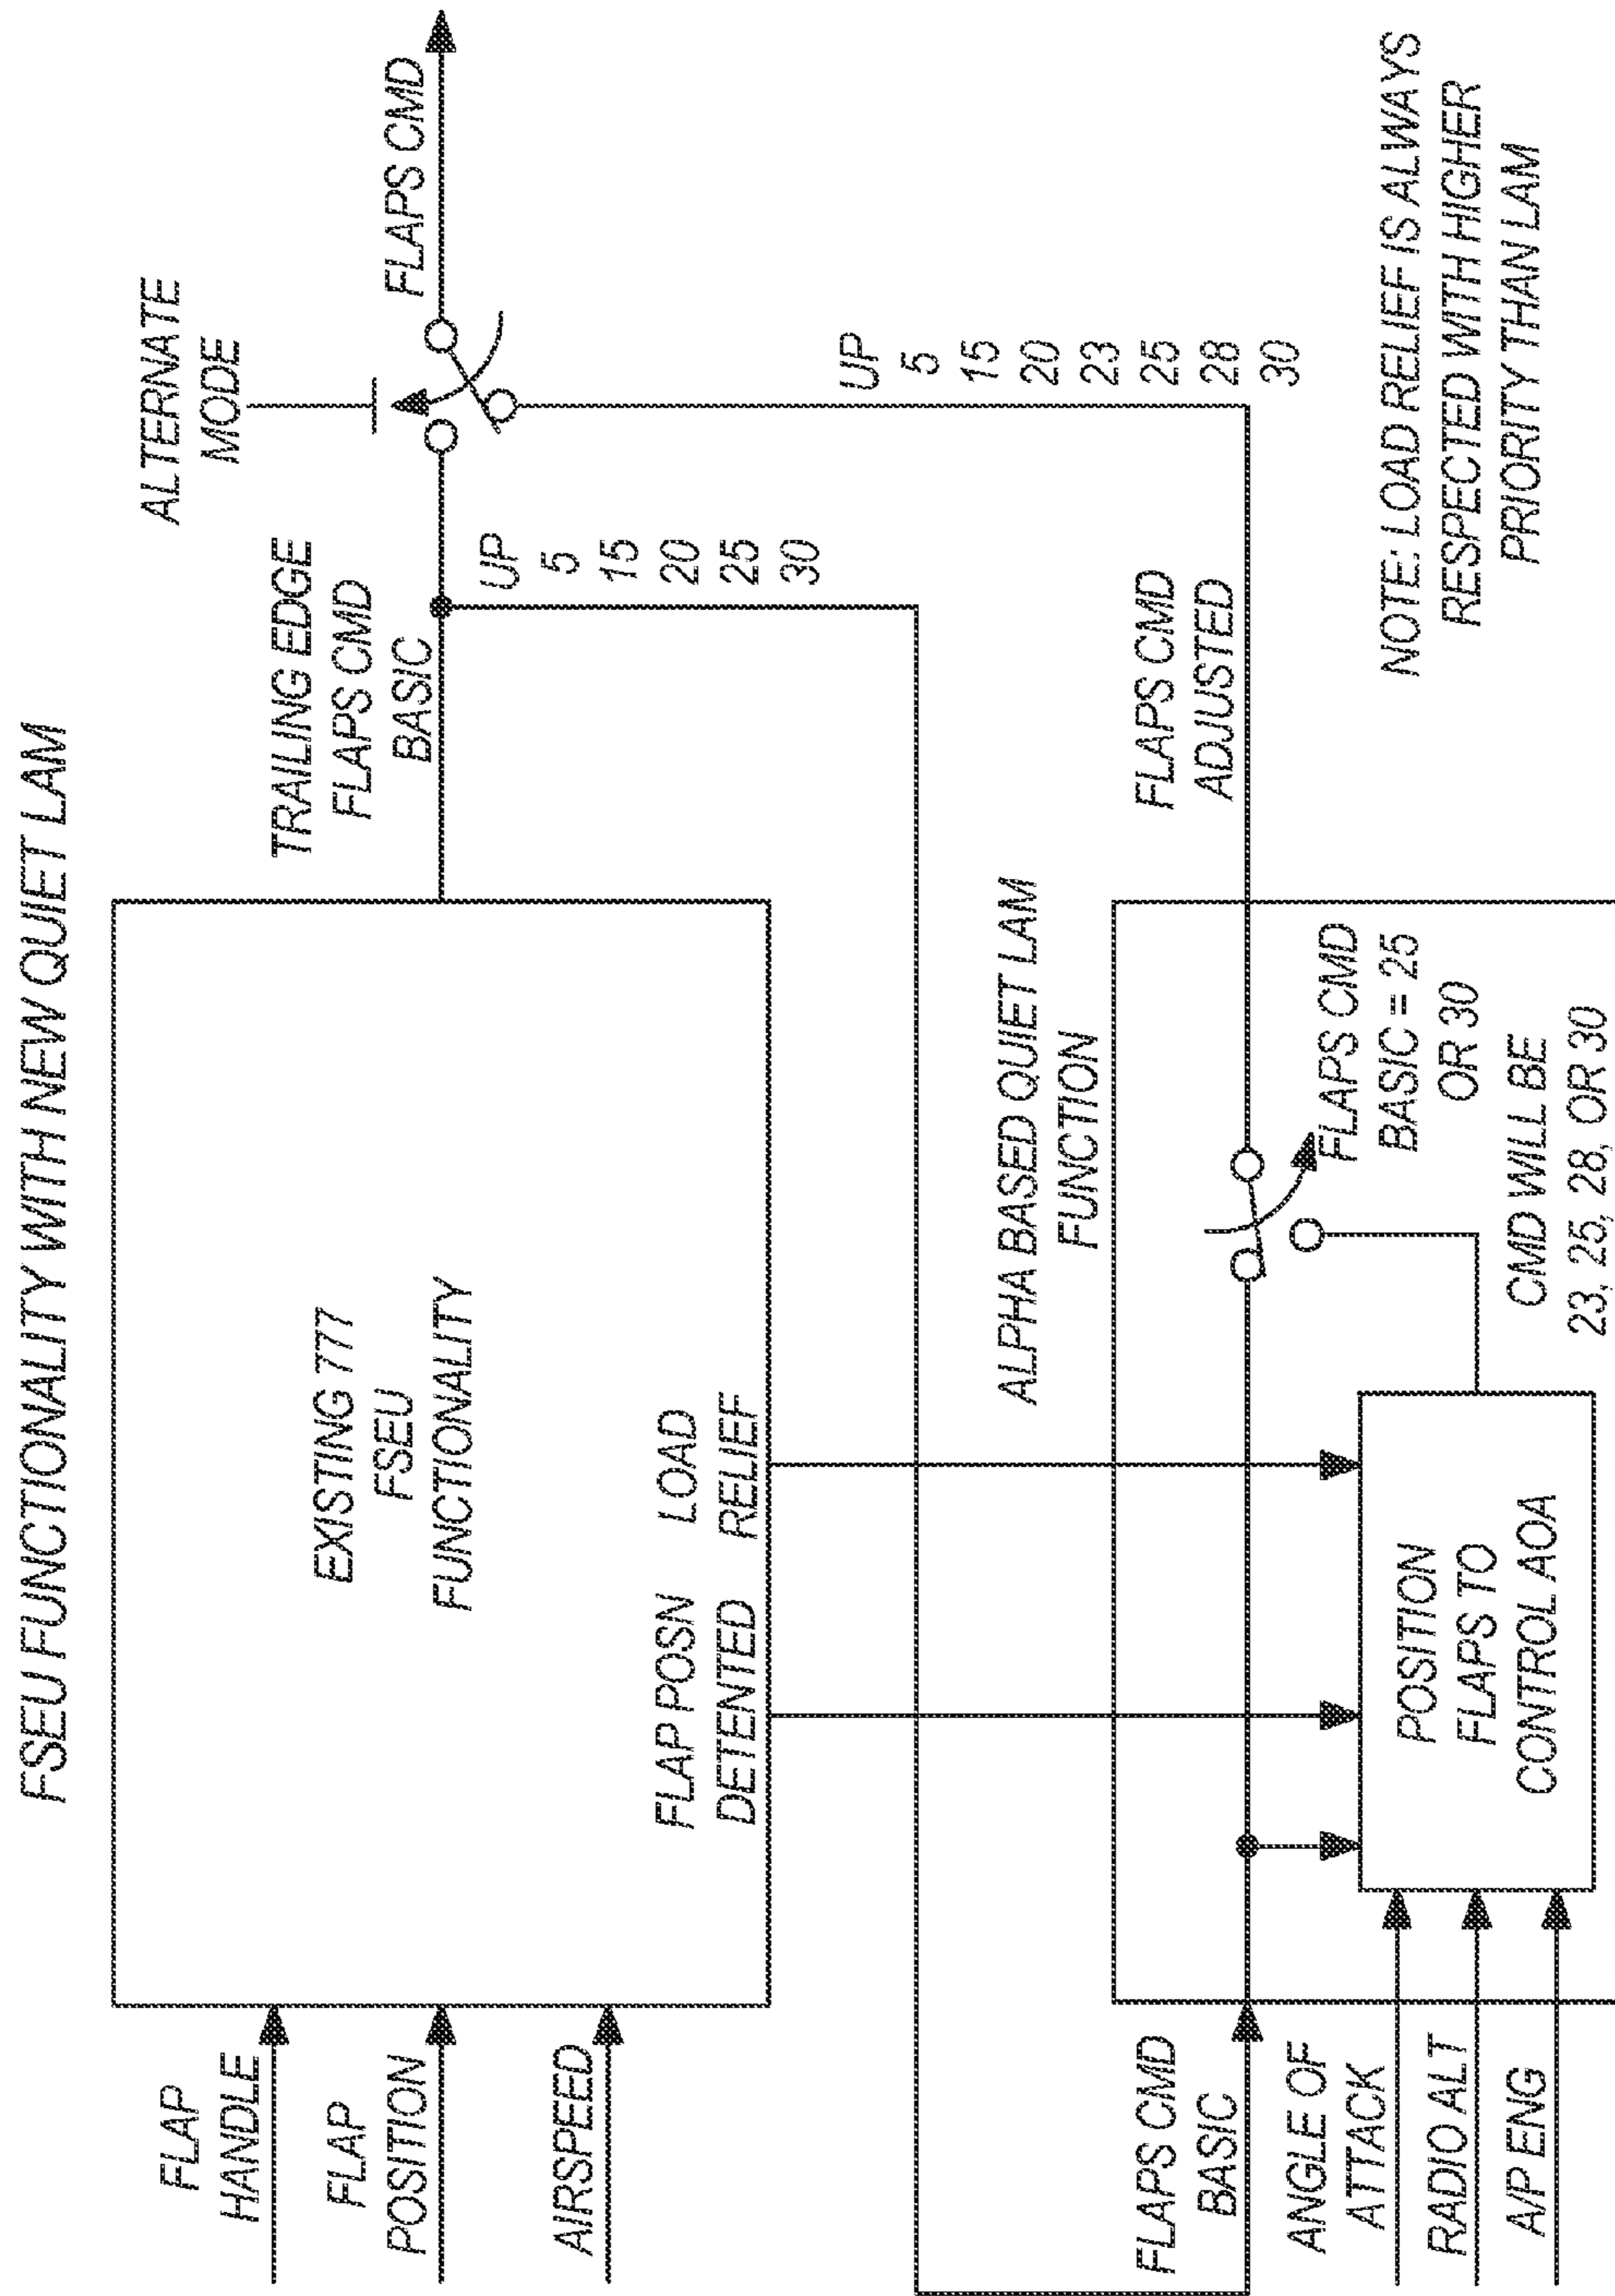 FSEU FUNCTIONALITY WITH NEW QUIET LAM
FLAP
HANDLE
FLAP
POSITION
AIRSPEED
EXISTING 777
FSEU
FUNCTIONALITY
FLAP POSN
DETENTED
LOAD
RELIEF
TRAILING EDGE
FLAPS CMD
BASIC
ALTERNATE
MODE
FLAPS CMD
UP
5
15
20
25
30
UP
5
15
20
23
25
28
30
ALPHA BASED QUIET LAM
FUNCTION
FLAPS CMD
BASIC
ANGLE OF
ATTACK
RADIO ALT
A/P ENG
POSITION
FLAPS TO
CONTROL AOA
FLAPS CMD
BASIC = 25
OR 30
CMD WILL BE
23, 25, 28, OR 30
FLAPS CMD
ADJUSTED
NOTE: LOAD RELIEF IS ALWAYS
RESPECTED WITH HIGHER
PRIORITY THAN LAM